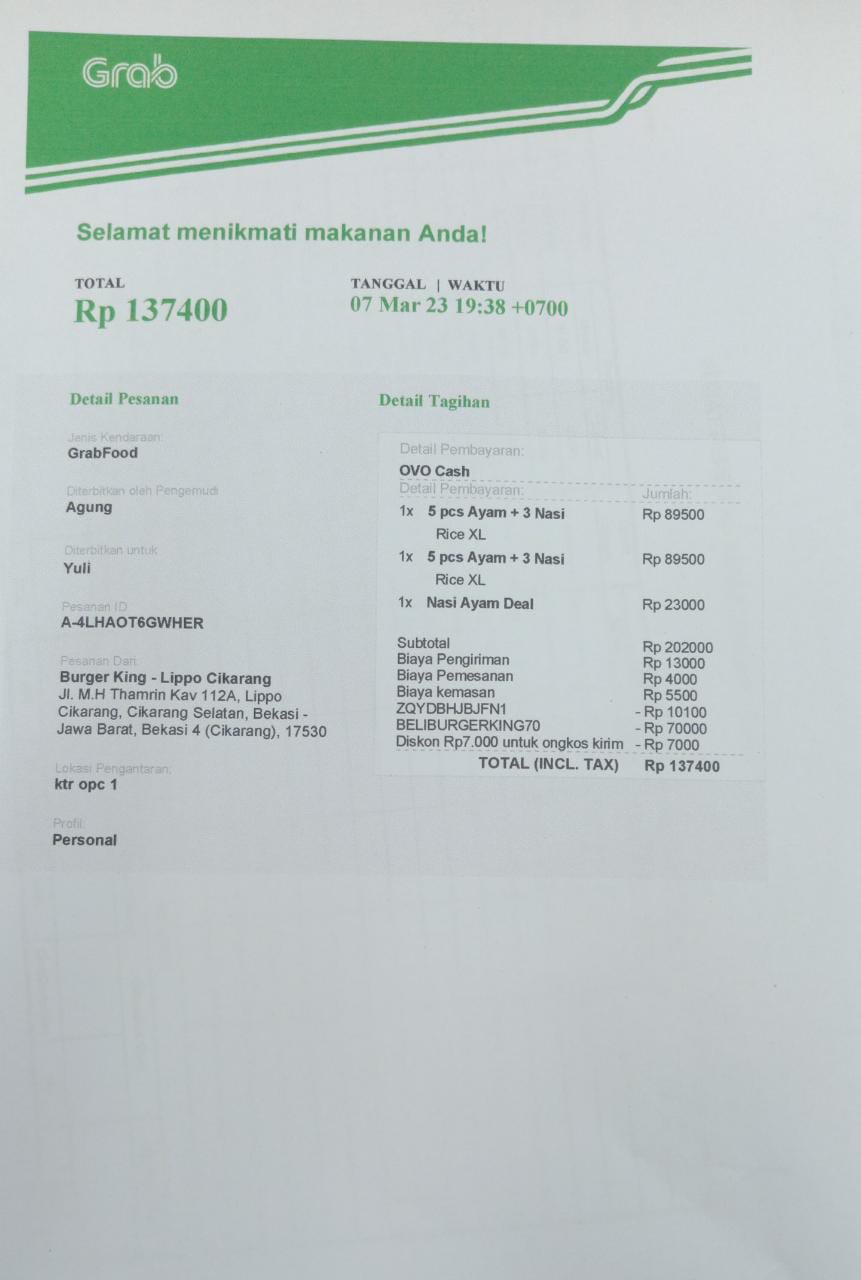 Grab
Selamat menikmati makanan Anda!
TOTAL
Rp 137400
TANGGAL | WAKTU
07 Mar 23 19:38 +0700
Detail Pesanan
Jenis Kendaraan:
GrabFood
Diterbitkan oleh Pengemudi
Agung
Diterbitkan untuk
Yuli
Pesanan ID
A-4LHAOT6GWHER
Pesanan Dari:
Burger King - Lippo Cikarang
Jl. M.H Thamrin Kav 112A, Lippo
Cikarang, Cikarang Selatan, Bekasi -
Jawa Barat, Bekasi 4 (Cikarang), 17530
Lokasi Pengantaran:
ktr opc 1
Profil:
Personal
Detail Tagihan
Detail Pembayaran:
OVO Cash
Detail Pembayaran: Jumlah:
1x 5 pcs Ayam + 3 Nasi Rp 89500
Rice XL
1x 5 pcs Ayam + 3 Nasi Rp 89500
Rice XL
1x Nasi Ayam Deal Rp 23000
Subtotal Rp 202000
Biaya Pengiriman Rp 13000
Biaya Pemesanan Rp 4000
Biaya kemasan Rp 5500
ZQYDBHJBJFN1 - Rp 10100
BELIBURGERKING70 - Rp 70000
Diskon Rp7.000 untuk ongkos kirim - Rp 7000
TOTAL (INCL. TAX) Rp 137400